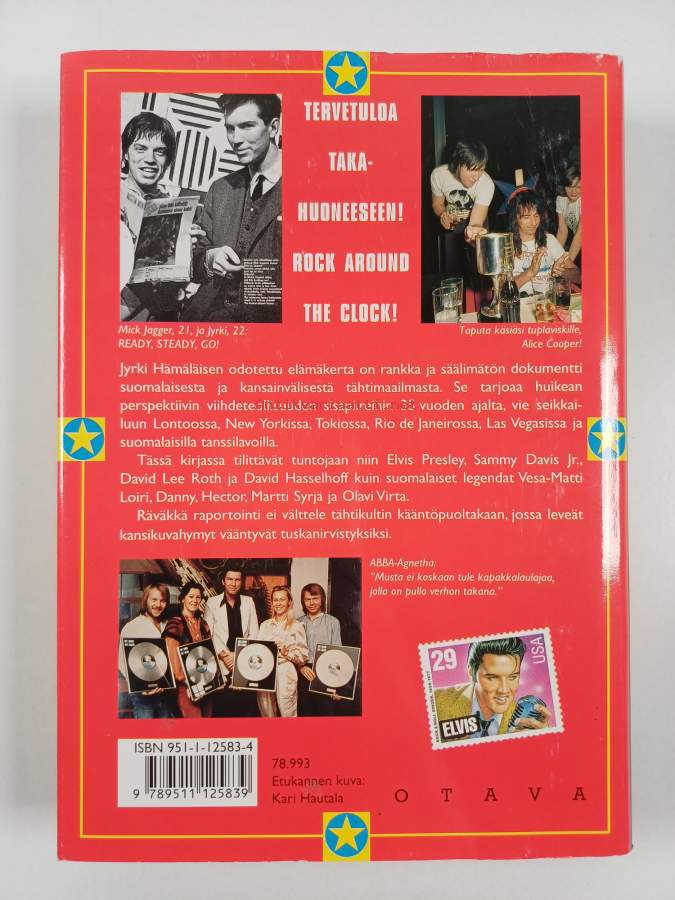 TERVETULOA
TAKA-
HUONEESEEN!
ROCK AROUND
THE CLOCK!
Mick Jagger, 21, ja Jyrki, 22:
READY, STEADY, GO!
Taputa käsiäsi tuplaviskille,
Alice Cooper!
Jyrki Hämäläisen odotettu elämäkerta on rankka ja säälimätön dokumentti
suomalaisesta ja kansainvälisestä tähtimaailmasta. Se tarjoaa huikean
perspektiivin viihdeteollisuuden staroihin 35 vuoden ajalta, vie seikkai-
luun Lontoossa, New Yorkissa, Tokiossa, Rio de Janeirossa, Las Vegasissa ja
suomalaisilla tanssilavoilla.
Tässä kirjassa tilittävät tuntojaan niin Elvis Presley, Sammy Davis Jr.,
David Lee Roth ja David Hasselhoff kuin suomalaiset legendat Vesa-Matti
Loiri, Danny, Hector, Martti Syrjä ja Olavi Virta.
Räväkkä raportointi ei välttele tähtikultin kääntöpuoltakaan, jossa leveät
kansikuvahymyt vääntyvät tuskanirvistyksiksi.
ABBA-Agnetha:
"Musta ei koskaan tule kapakkalaulajaa,
jolla on pullo verhon takana."
29
USA
ELVIS
ISBN 951-1-12583-4
9 789511 125839
78.993
Etukannen kuva:
Kari Hautala
OTAVA